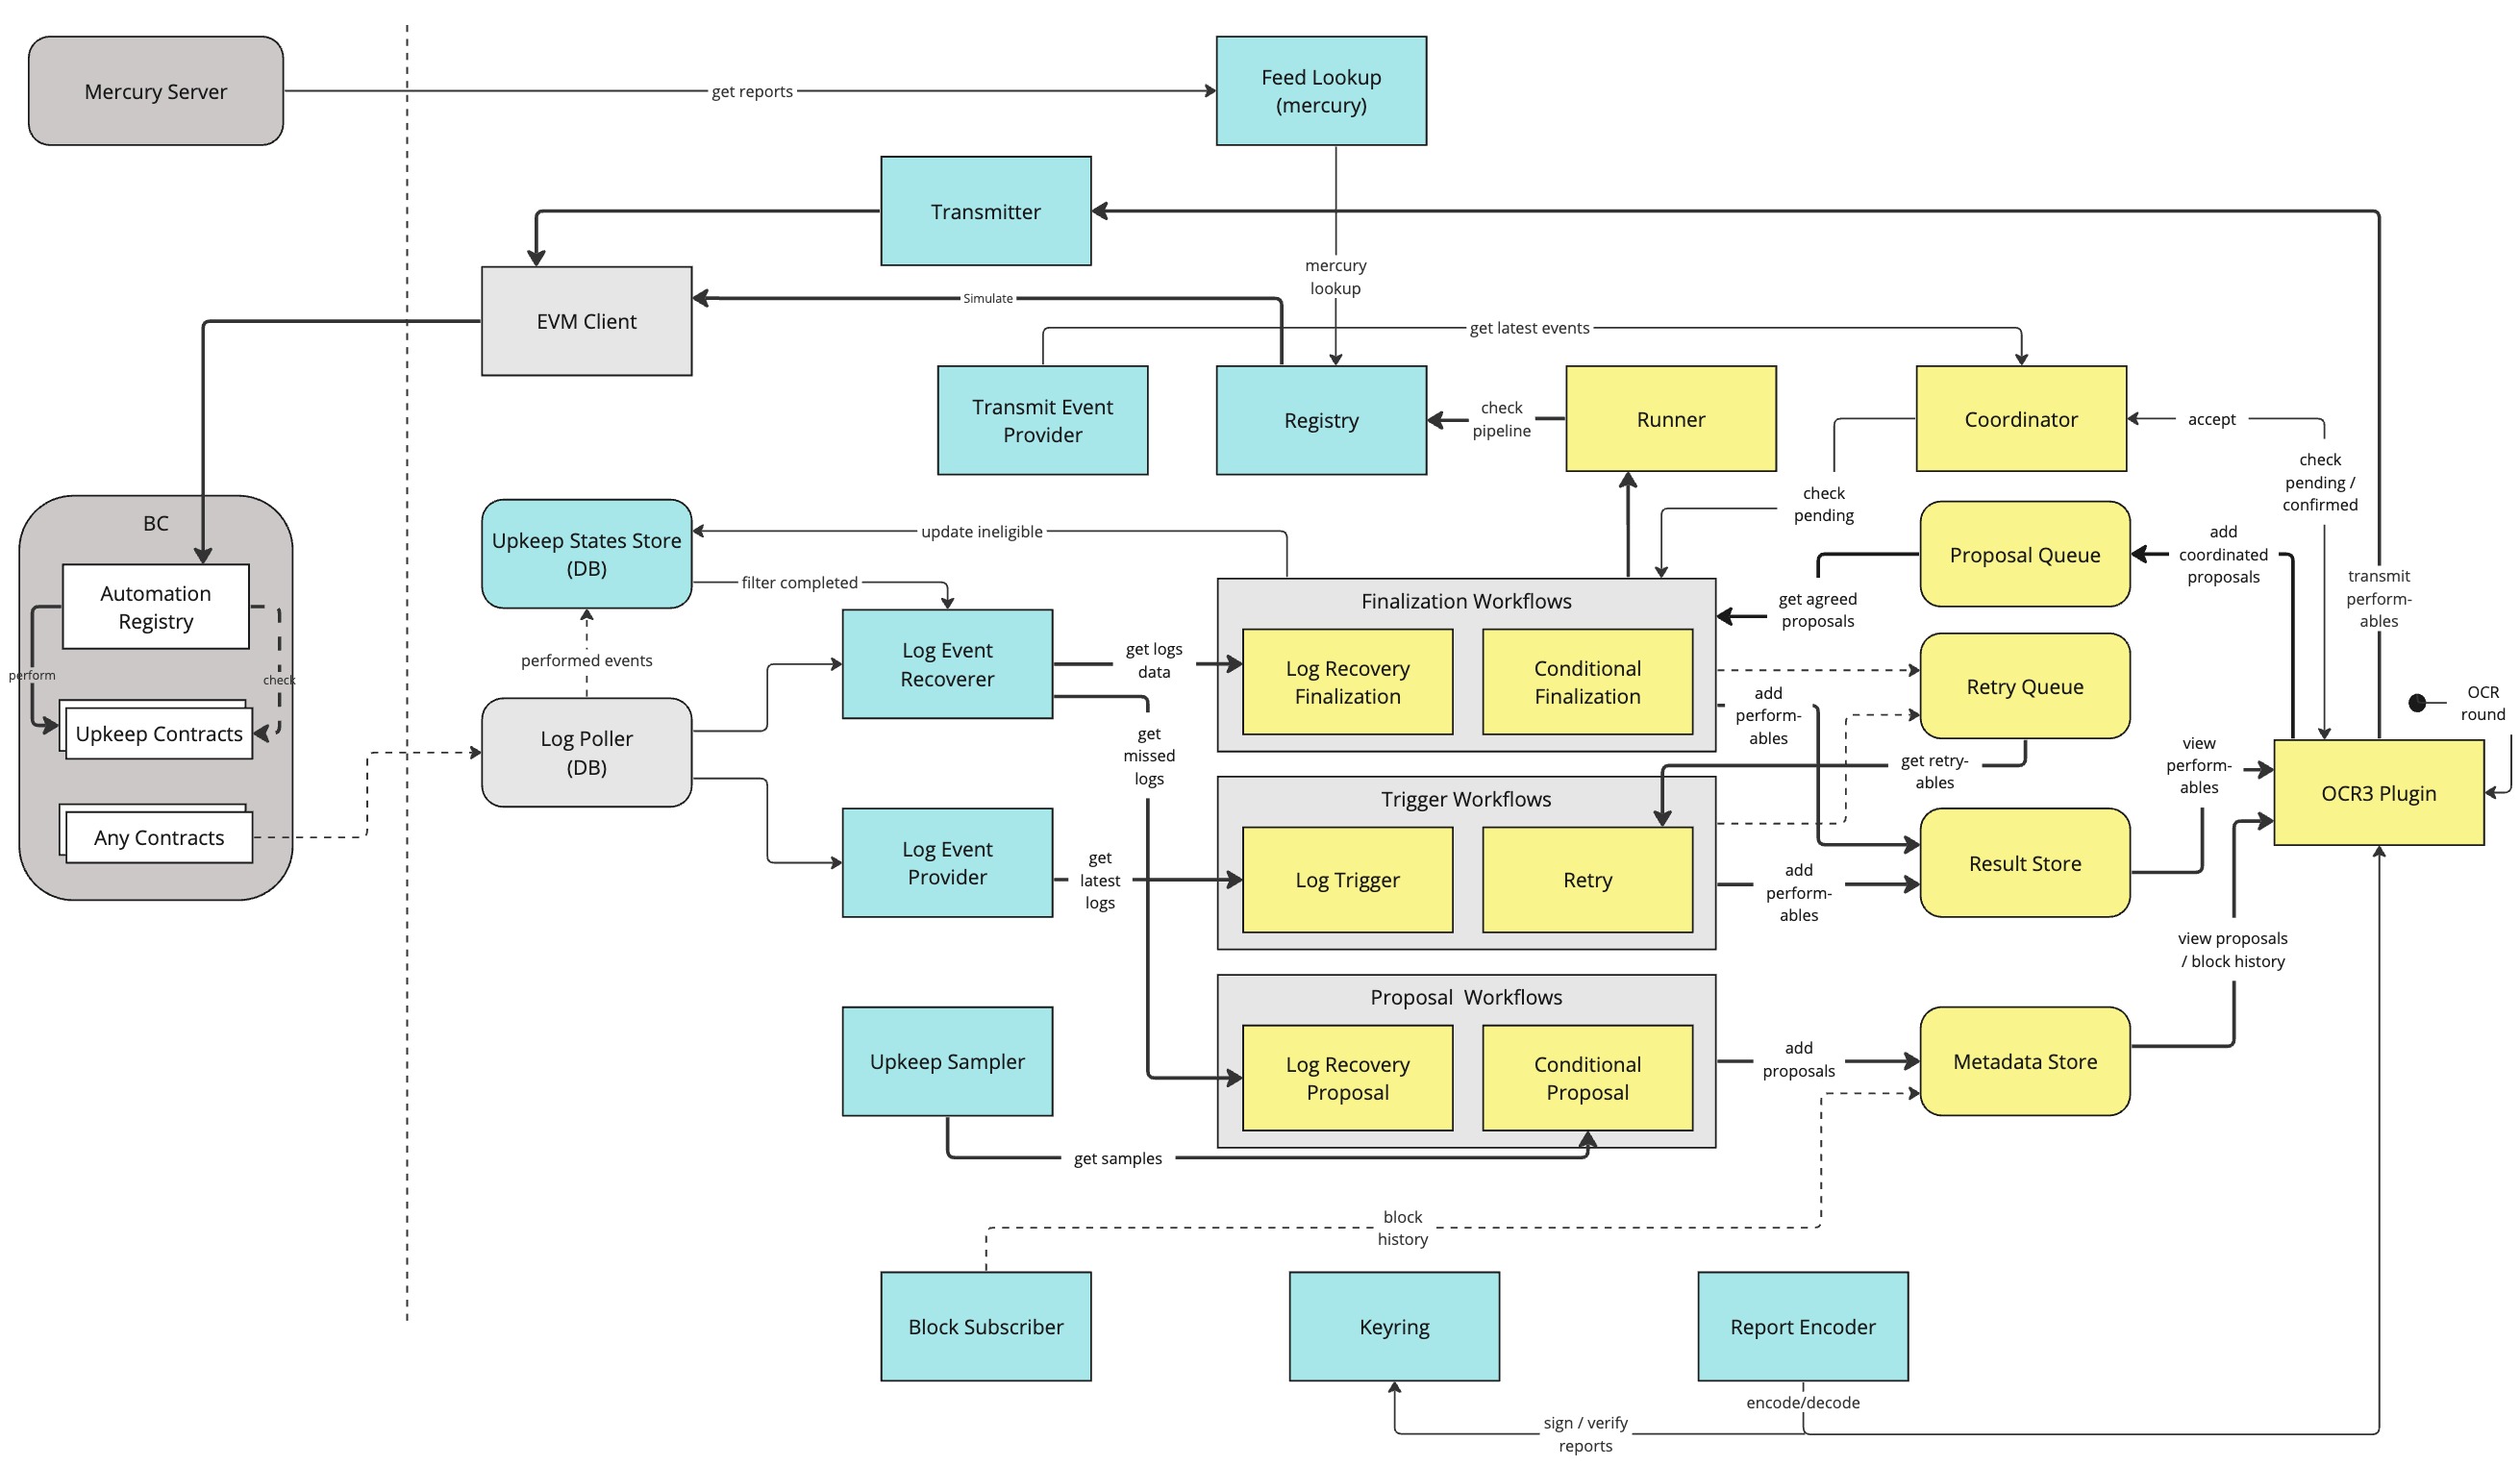 Mercury Server
get reports
Feed Lookup
(mercury)
Transmitter
mercury
lookup
EVM Client
Simulate
get latest events
Transmit Event
Provider
Registry
check
pipeline
Runner
Coordinator
accept
check
pending /
confirmed
BC
Automation
Registry
perform
check
Upkeep Contracts
Any Contracts
Upkeep States Store
(DB)
update ineligible
filter completed
performed events
Log Poller
(DB)
Log Event
Recoverer
get logs
data
get
missed
logs
Log Event
Provider
get
latest
logs
check
pending
Finalization Workflows
Log Recovery
Finalization
Conditional
Finalization
get agreed
proposals
Proposal Queue
add
coordinated
proposals
transmit
perform-
ables
Retry Queue
add
perform-
ables
get retry-
ables
OCR
round
view
perform-
ables
OCR3 Plugin
Trigger Workflows
Log Trigger
Retry
add
perform-
ables
Result Store
view proposals
/ block history
Upkeep Sampler
Proposal  Workflows
Log Recovery
Proposal
Conditional
Proposal
add
proposals
Metadata Store
get samples
block
history
Block Subscriber
Keyring
Report Encoder
encode/decode
sign / verify
reports